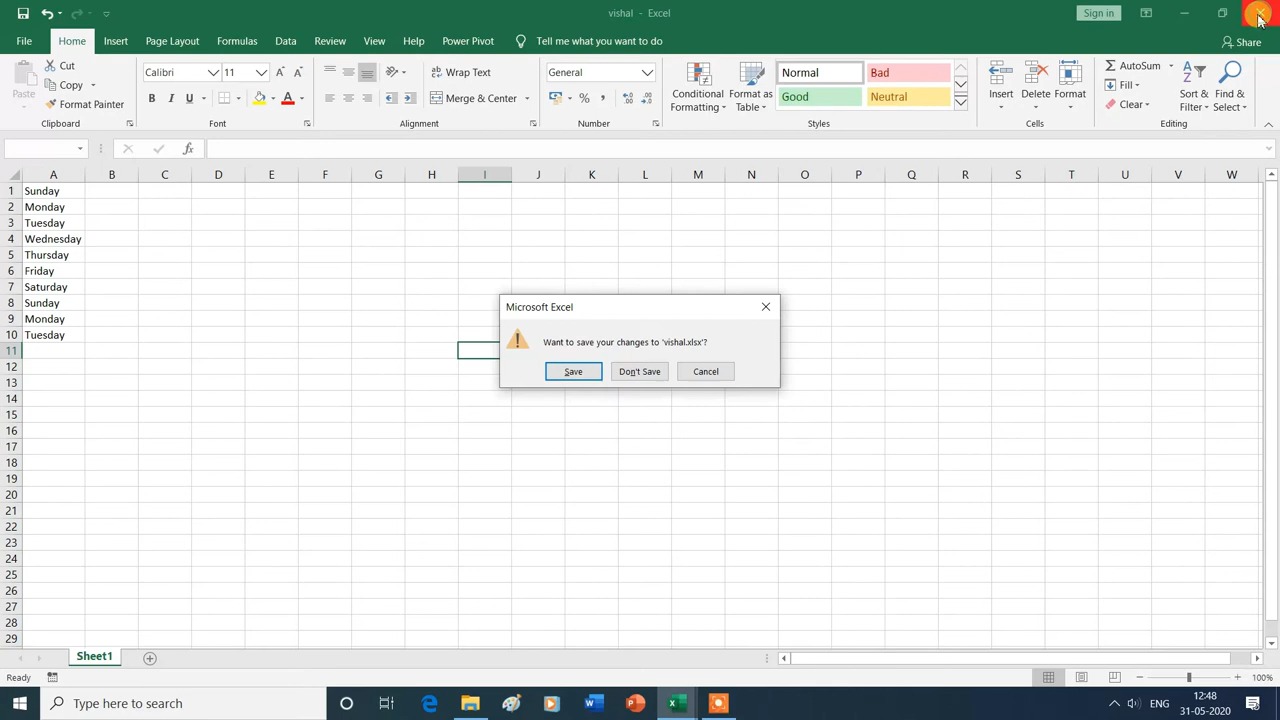 vishal - Excel
Sign in
File Home Insert Page Layout Formulas Data Review View Help Power Pivot Tell me what you want to do Share
Paste
Cut
Copy
Format Painter
Clipboard
Calibri 11
B I U
Font
Wrap Text
Merge & Center
Alignment
General
Number
Conditional Formatting
Format as Table
Normal Bad
Good Neutral
Styles
Insert Delete Format
Cells
AutoSum
Fill
Clear
Sort & Filter
Find & Select
Editing
fx
A B C D E F G H I J K L M N O P Q R S T U V W
1 Sunday
2 Monday
3 Tuesday
4 Wednesday
5 Thursday
6 Friday
7 Saturday
8 Sunday
9 Monday
10 Tuesday
11
12
13
14
15
16
17
18
19
20
21
22
23
24
25
26
27
28
29
Microsoft Excel
Want to save your changes to 'vishal.xlsx'?
Save Don't Save Cancel
Sheet1
Ready
100%
Type here to search
ENG
12:48
31-05-2020